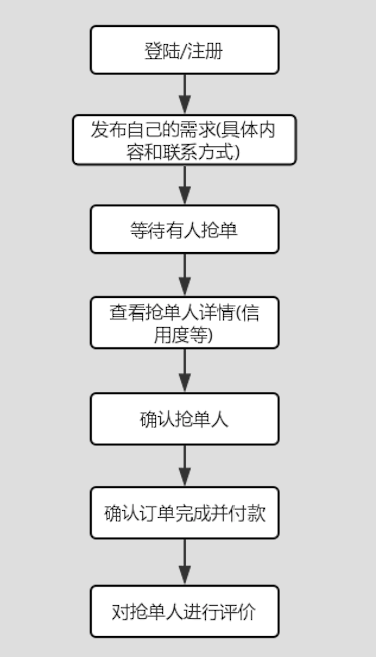 登陆/注册
发布自己的需求(具体内
容和联系方式)
等待有人抢单
查看抢单人详情(信
用度等)
确认抢单人
确认订单完成并付款
对抢单人进行评价